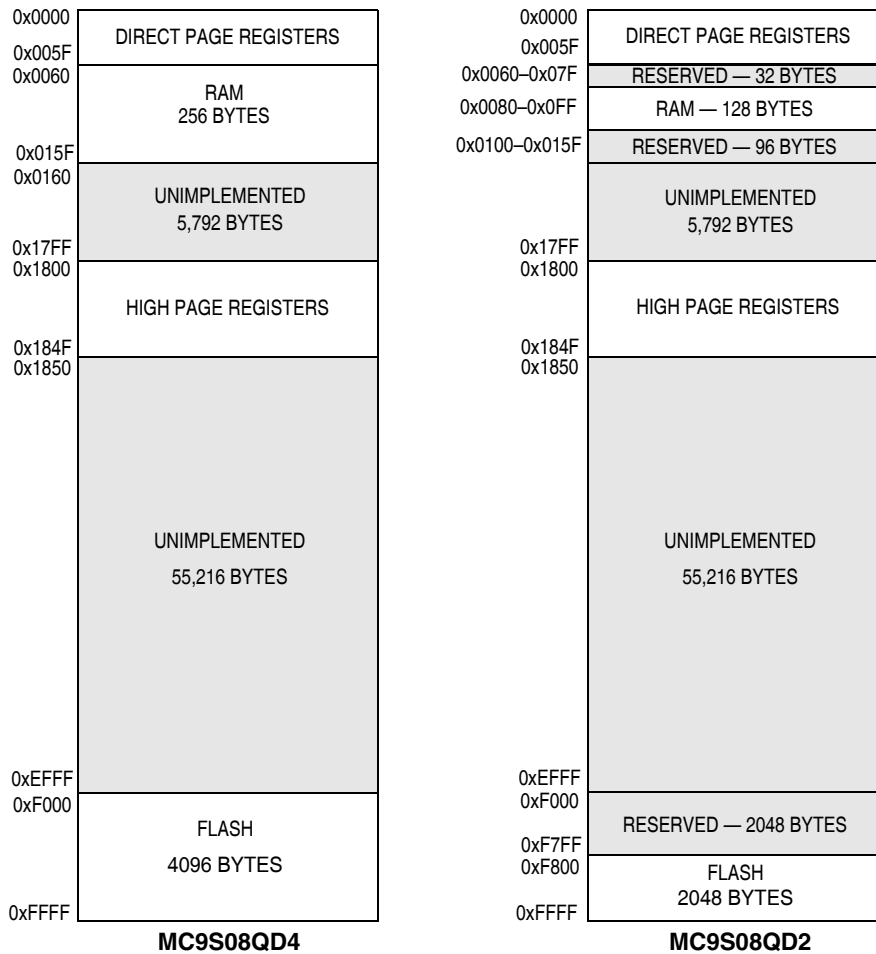 0x0000
DIRECT PAGE REGISTERS
0x005F
0x0060
RAM
256 BYTES
0x015F
0x0160
UNIMPLEMENTED
5,792 BYTES
0x17FF
0x1800
HIGH PAGE REGISTERS
0x184F
0x1850
UNIMPLEMENTED
55,216 BYTES
0xEFFF
0xF000
FLASH
4096 BYTES
0xFFFF
MC9S08QD4
0x0000
DIRECT PAGE REGISTERS
0x005F
0x0060–0x07F
RESERVED — 32 BYTES
0x0080–0x0FF
RAM — 128 BYTES
0x0100–0x015F
RESERVED — 96 BYTES
UNIMPLEMENTED
5,792 BYTES
0x17FF
0x1800
HIGH PAGE REGISTERS
0x184F
0x1850
UNIMPLEMENTED
55,216 BYTES
0xEFFF
0xF000
RESERVED — 2048 BYTES
0xF7FF
0xF800
FLASH
2048 BYTES
0xFFFF
MC9S08QD2